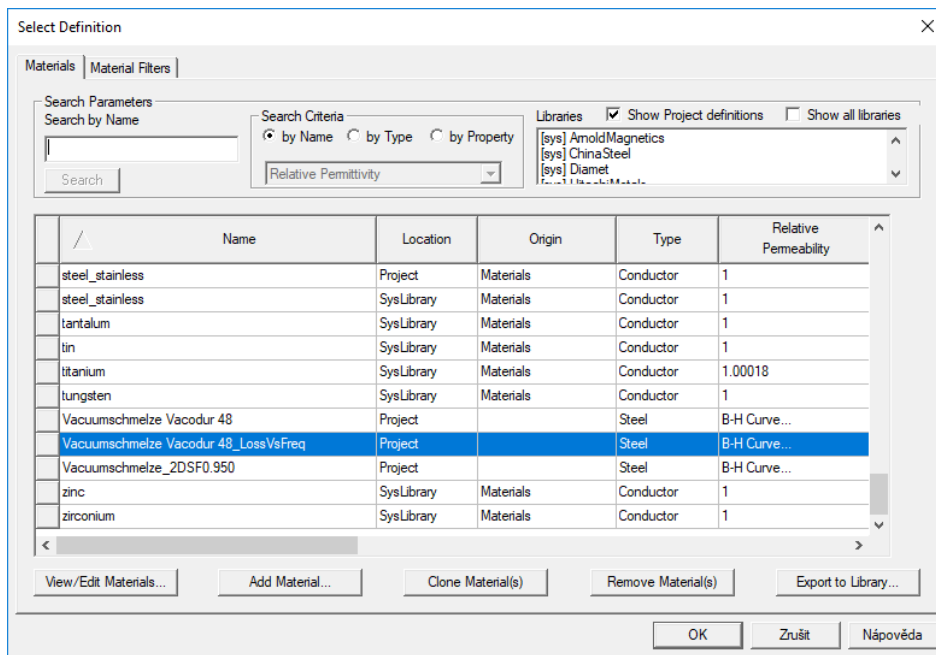 Select Definition
Materials
Material Filters
Search Parameters
Search by Name
Search
Search Criteria
by Name
by Type
by Property
Relative Permittivity
Libraries
Show Project definitions
Show all libraries
[sys] ArnoldMagnetics
[sys] ChinaSteel
[sys] Diamet
[sys] HitachiMetals
Name Location Origin Type Relative Permeability
steel_stainless Project Materials Conductor 1
steel_stainless SysLibrary Materials Conductor 1
tantalum SysLibrary Materials Conductor 1
tin SysLibrary Materials Conductor 1
titanium SysLibrary Materials Conductor 1.00018
tungsten SysLibrary Materials Conductor 1
Vacuumschmelze Vacodur 48 Project Steel B-H Curve...
Vacuumschmelze Vacodur 48_LossVsFreq Project Steel B-H Curve...
Vacuumschmelze_2DSF0.950 Project Steel B-H Curve...
zinc SysLibrary Materials Conductor 1
zirconium SysLibrary Materials Conductor 1
View/Edit Materials...
Add Material...
Clone Material(s)
Remove Material(s)
Export to Library...
OK
Zrušit
Nápověda